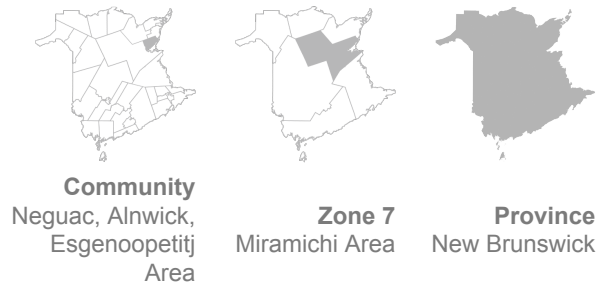 Community
Neguac, Alnwick,
Esgenoopetitj
Area
Zone 7
Miramichi Area
Province
New Brunswick